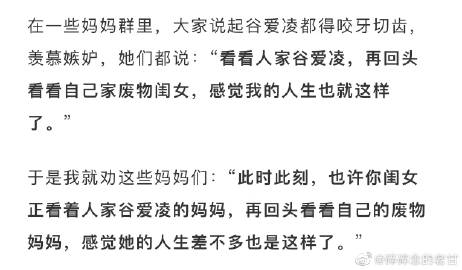 在一些妈妈群里，大家说起谷爱凌都得咬牙切齿，
羡慕嫉妒，她们都说：“看看人家谷爱凌，再回头
看看自己家废物闺女，感觉我的人生也就这样
了。”
于是我就劝这些妈妈们：“此时此刻，也许你闺女
正看着人家谷爱凌的妈妈，再回头看看自己的废物
妈妈，感觉她的人生差不多也是这样了。”